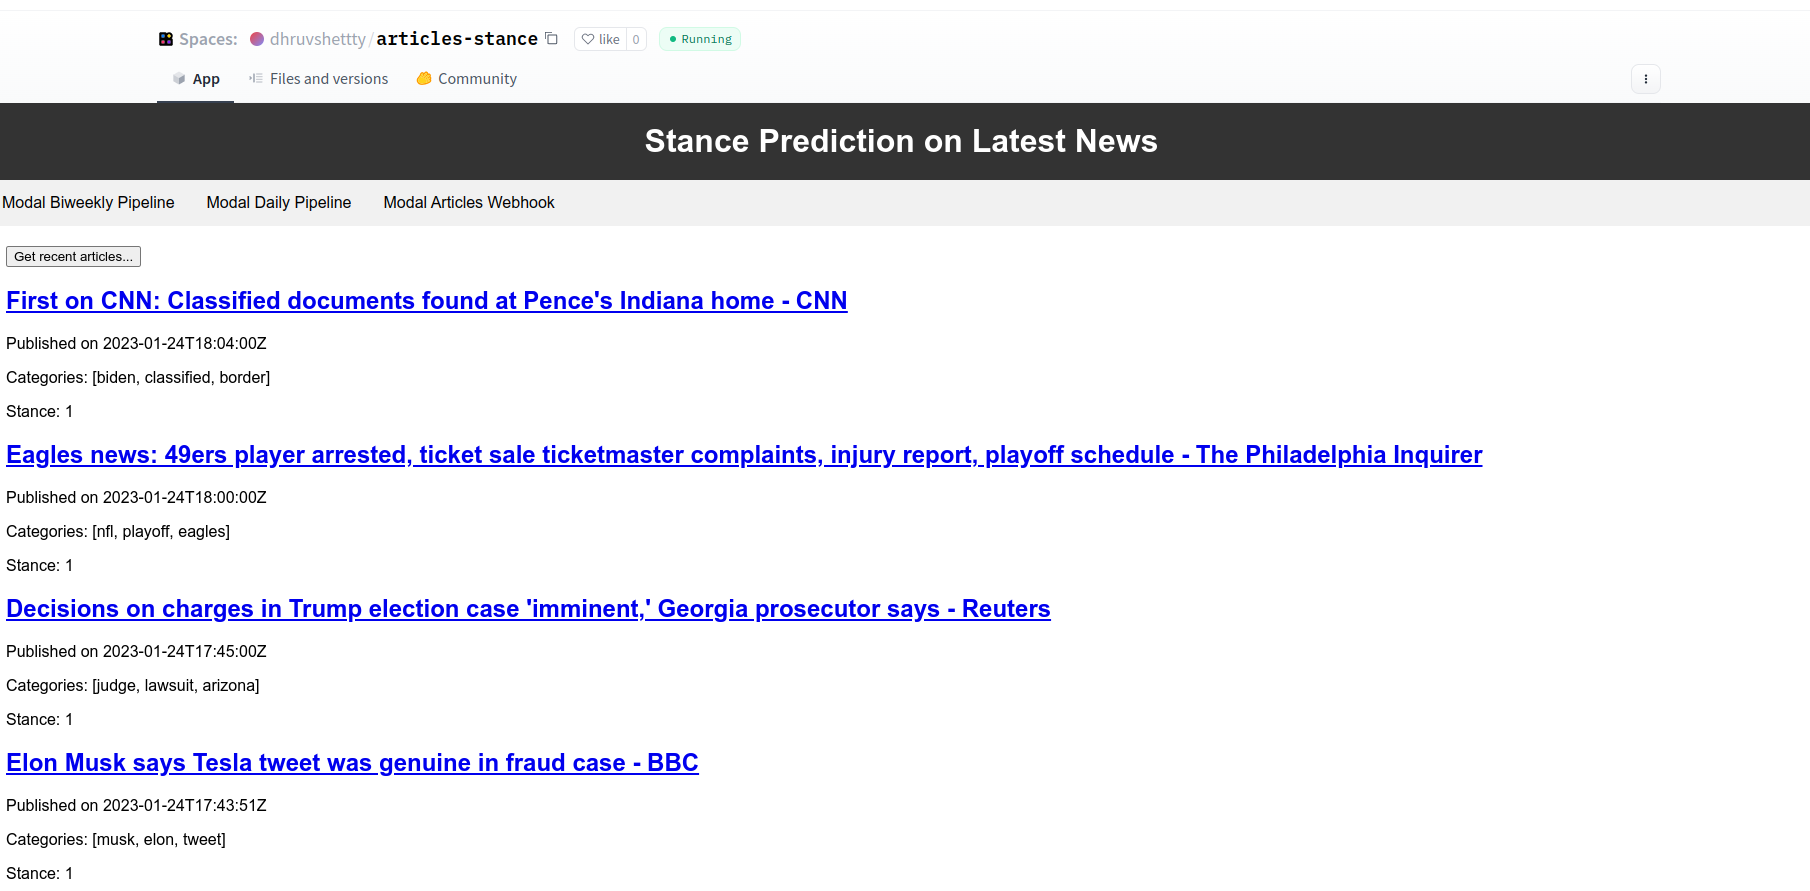 Spaces: dhruvshettty/articles-stance like 0 Running
App Files and versions Community
Stance Prediction on Latest News
Modal Biweekly Pipeline Modal Daily Pipeline Modal Articles Webhook
Get recent articles...
First on CNN: Classified documents found at Pence's Indiana home - CNN
Published on 2023-01-24T18:04:00Z
Categories: [biden, classified, border]
Stance: 1
Eagles news: 49ers player arrested, ticket sale ticketmaster complaints, injury report, playoff schedule - The Philadelphia Inquirer
Published on 2023-01-24T18:00:00Z
Categories: [nfl, playoff, eagles]
Stance: 1
Decisions on charges in Trump election case 'imminent,' Georgia prosecutor says - Reuters
Published on 2023-01-24T17:45:00Z
Categories: [judge, lawsuit, arizona]
Stance: 1
Elon Musk says Tesla tweet was genuine in fraud case - BBC
Published on 2023-01-24T17:43:51Z
Categories: [musk, elon, tweet]
Stance: 1